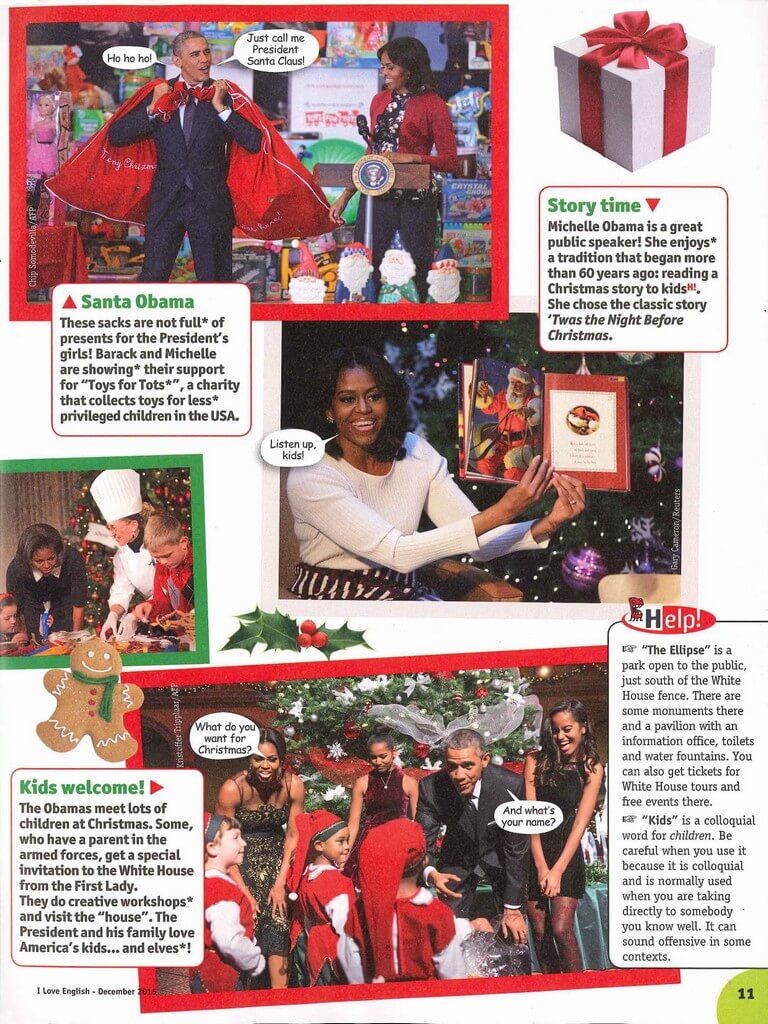 Ho ho ho!
Just call me
President
Santa Claus!
Chip Somodevilla/AFP
▲ Santa Obama
These sacks are not full* of
presents for the President's
girls! Barack and Michelle
are showing* their support
for "Toys for Tots*", a charity
that collects toys for less*
privileged children in the USA.
Story time ▼
Michelle Obama is a great
public speaker! She enjoys*
a tradition that began more
than 60 years ago: reading a
Christmas story to kidsH!.
She chose the classic story
'Twas the Night Before
Christmas.
CRYSTAL
GROWING
Listen up,
kids!
Gary Cameron/Reuters
Help!
☞ "The Ellipse" is a
park open to the public,
just south of the White
House fence. There are
some monuments there
and a pavilion with an
information office, toilets
and water fountains. You
can also get tickets for
White House tours and
free events there.
☞ "Kids" is a colloquial
word for children. Be
careful when you use it
because it is colloquial
and is normally used
when you are taking
directly to somebody
you know well. It can
sound offensive in some
contexts.
Kristoffer Tripplaar/AFP
What do you
want for
Christmas?
And what's
your name?
Kids welcome! ▶
The Obamas meet lots of
children at Christmas. Some,
who have a parent in the
armed forces, get a special
invitation to the White House
from the First Lady.
They do creative workshops*
and visit the "house". The
President and his family love
America's kids... and elves*!
I Love English - December 2015
11